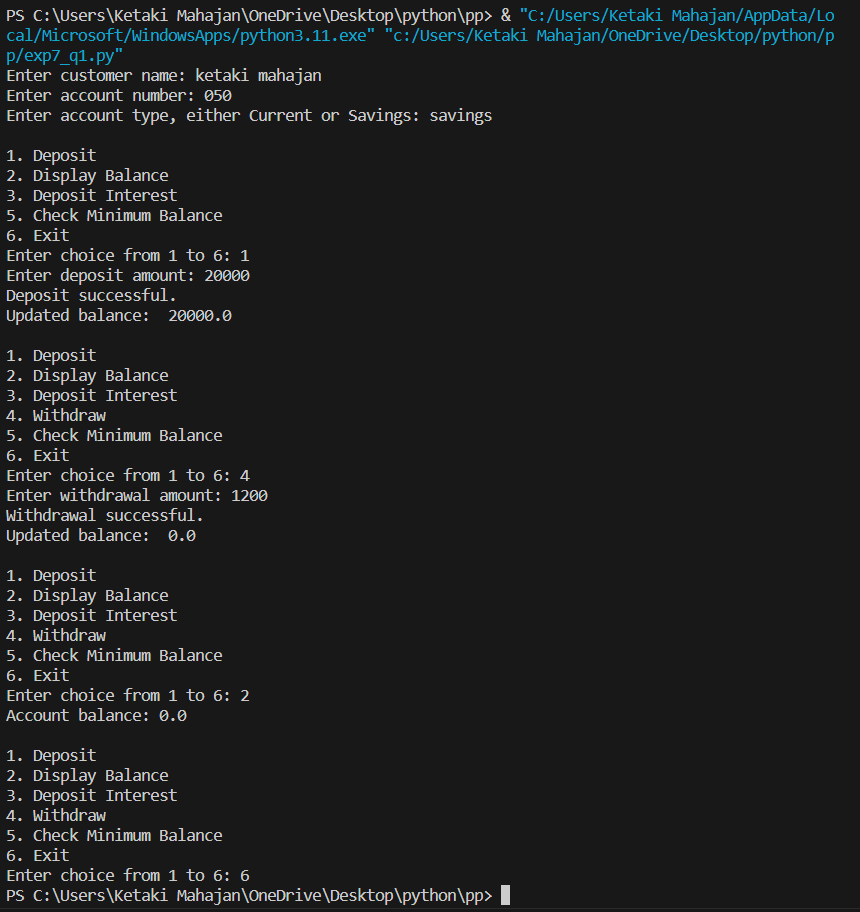 PS C:\Users\Ketaki Mahajan\OneDrive\Desktop\python\pp> & "C:/Users/Ketaki Mahajan/AppData/Lo
cal/Microsoft/WindowsApps/python3.11.exe" "c:/Users/Ketaki Mahajan/OneDrive/Desktop/python/p
p/exp7_q1.py"
Enter customer name: ketaki mahajan
Enter account number: 050
Enter account type, either Current or Savings: savings

1. Deposit
2. Display Balance
3. Deposit Interest
5. Check Minimum Balance
6. Exit
Enter choice from 1 to 6: 1
Enter deposit amount: 20000
Deposit successful.
Updated balance:  20000.0

1. Deposit
2. Display Balance
3. Deposit Interest
4. Withdraw
5. Check Minimum Balance
6. Exit
Enter choice from 1 to 6: 4
Enter withdrawal amount: 1200
Withdrawal successful.
Updated balance:  0.0

1. Deposit
2. Display Balance
3. Deposit Interest
4. Withdraw
5. Check Minimum Balance
6. Exit
Enter choice from 1 to 6: 2
Account balance: 0.0

1. Deposit
2. Display Balance
3. Deposit Interest
4. Withdraw
5. Check Minimum Balance
6. Exit
Enter choice from 1 to 6: 6
PS C:\Users\Ketaki Mahajan\OneDrive\Desktop\python\pp>